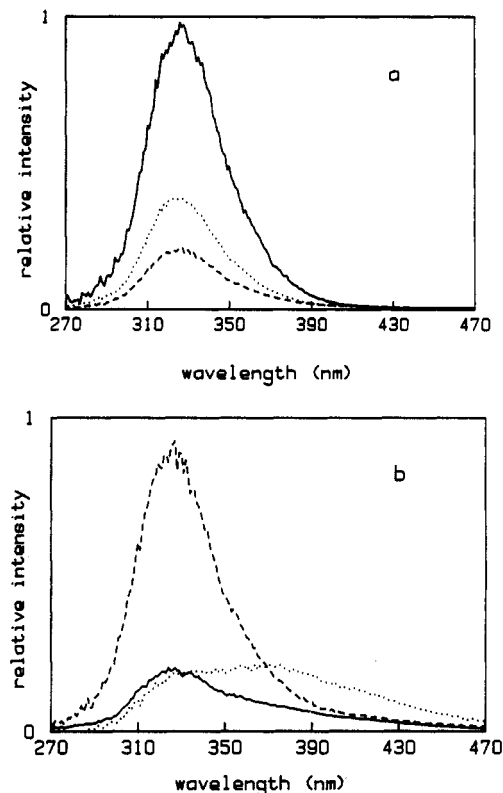 1
a
relative intensity
0
270 310 350 390 430 470
wavelength (nm)
1
b
relative intensity
0
270 310 350 390 430 470
wavelength (nm)